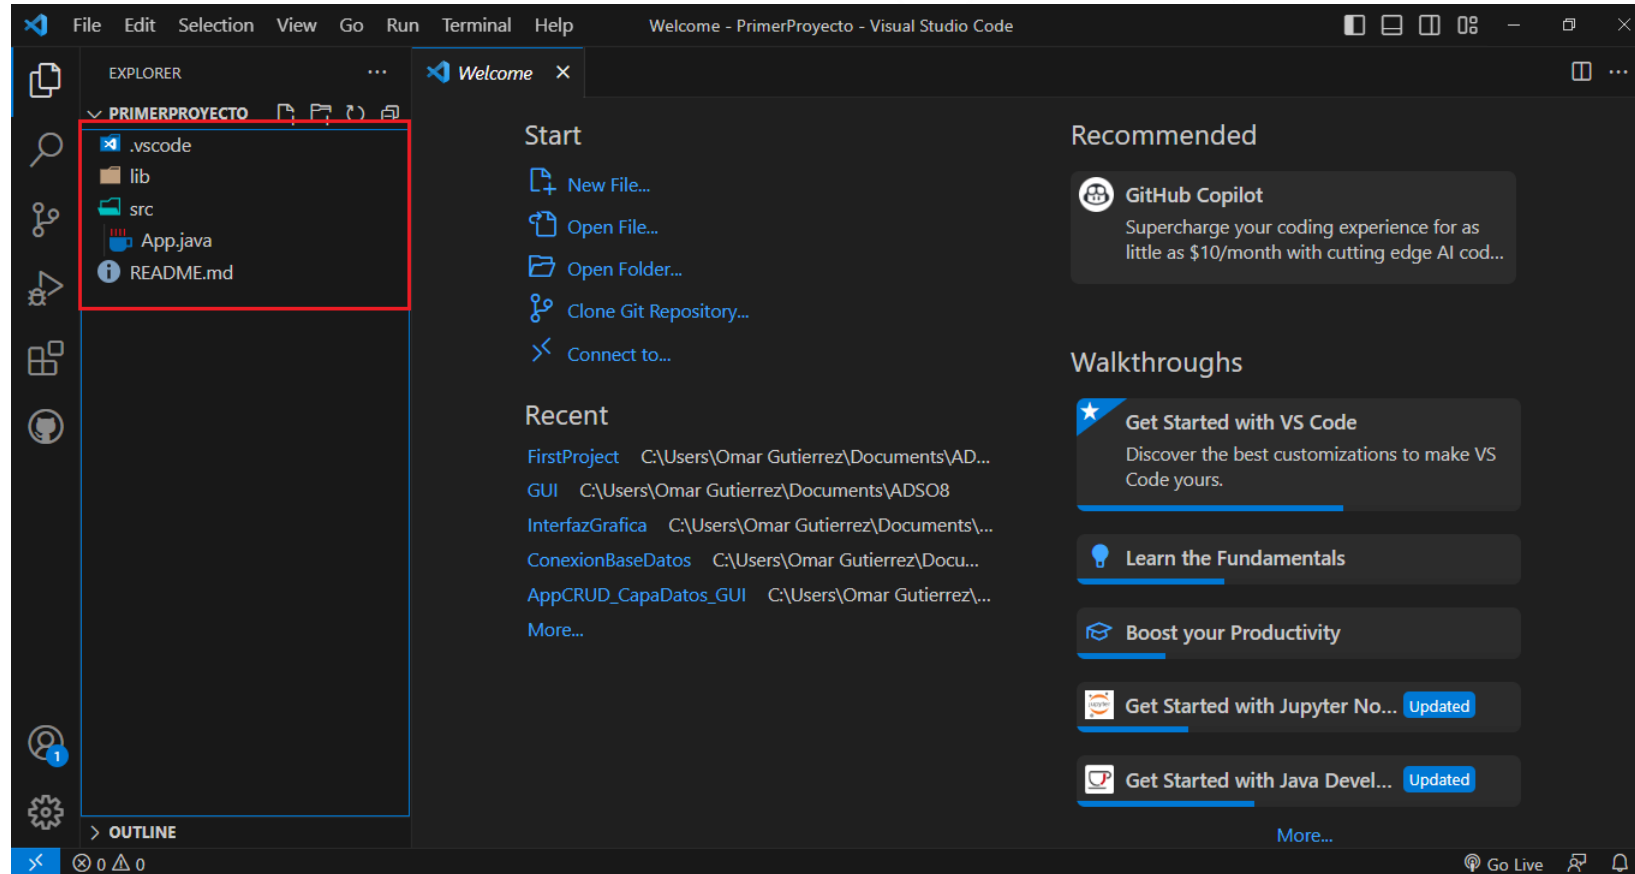 File Edit Selection View Go Run Terminal Help Welcome - PrimerProyecto - Visual Studio Code
EXPLORER
Welcome
PRIMERPROYECTO
.vscode
lib
src
App.java
README.md
OUTLINE
Start
New File...
Open File...
Open Folder...
Clone Git Repository...
Connect to...
Recent
FirstProject C:\Users\Omar Gutierrez\Documents\AD...
GUI C:\Users\Omar Gutierrez\Documents\ADSO8
InterfazGrafica C:\Users\Omar Gutierrez\Documents\...
ConexionBaseDatos C:\Users\Omar Gutierrez\Docu...
AppCRUD_CapaDatos_GUI C:\Users\Omar Gutierrez\...
More...
Recommended
GitHub Copilot
Supercharge your coding experience for as
little as $10/month with cutting edge AI cod...
Walkthroughs
Get Started with VS Code
Discover the best customizations to make VS
Code yours.
Learn the Fundamentals
Boost your Productivity
jupyter
Get Started with Jupyter No... Updated
Get Started with Java Devel... Updated
More...
1
0 0
Go Live